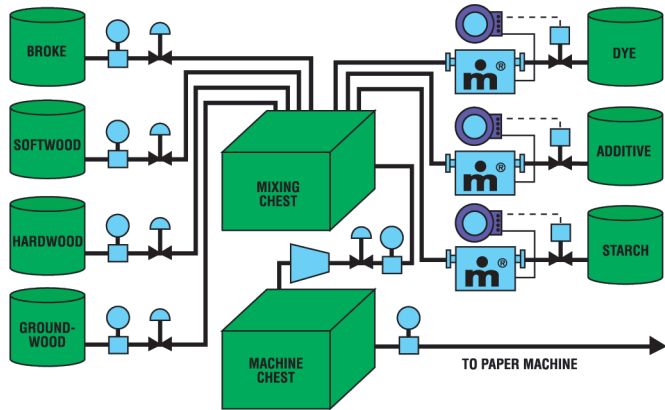 BROKE
SOFTWOOD
HARDWOOD
GROUND-
WOOD
MIXING
CHEST
MACHINE
CHEST
m®
DYE
m®
ADDITIVE
m®
STARCH
TO PAPER MACHINE